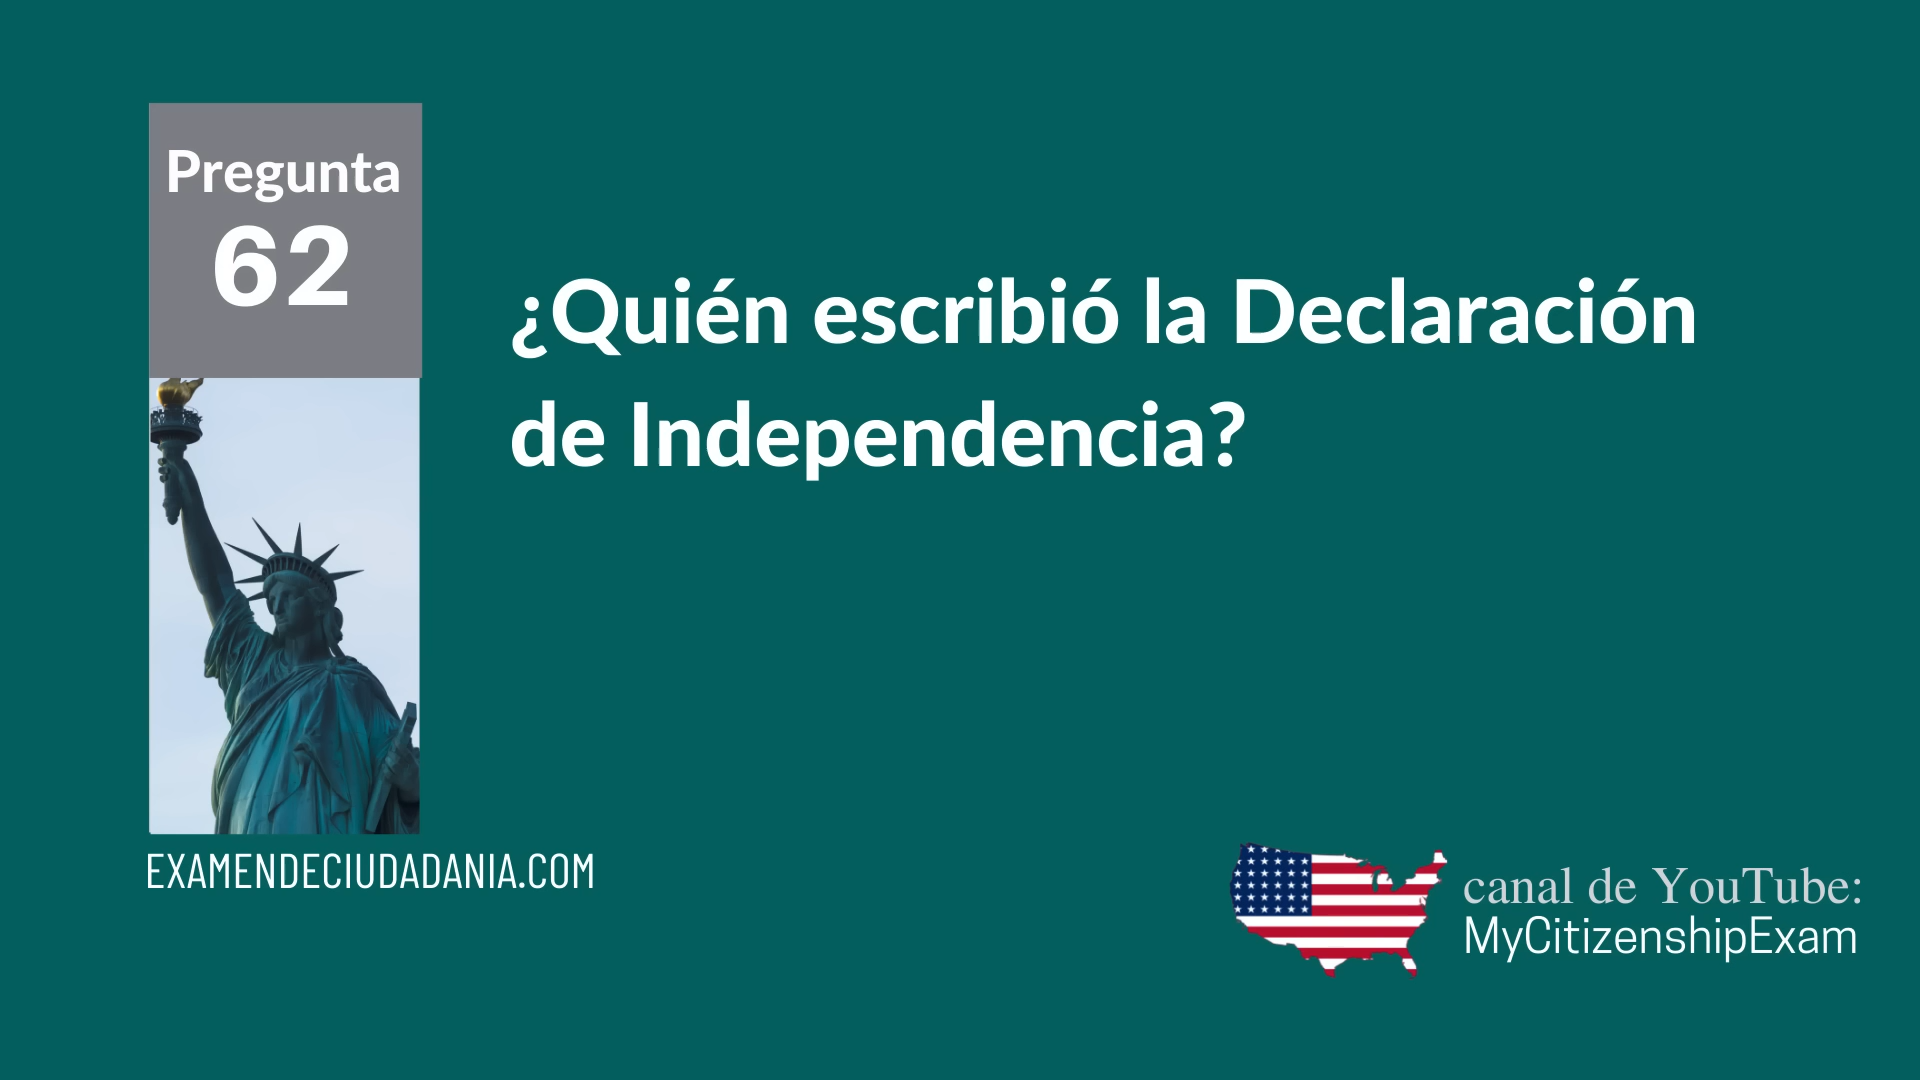 Pregunta
62
¿Quién escribió la Declaración
de Independencia?
EXAMENDECIUDADANIA.COM
canal de YouTube:
MyCitizenshipExam